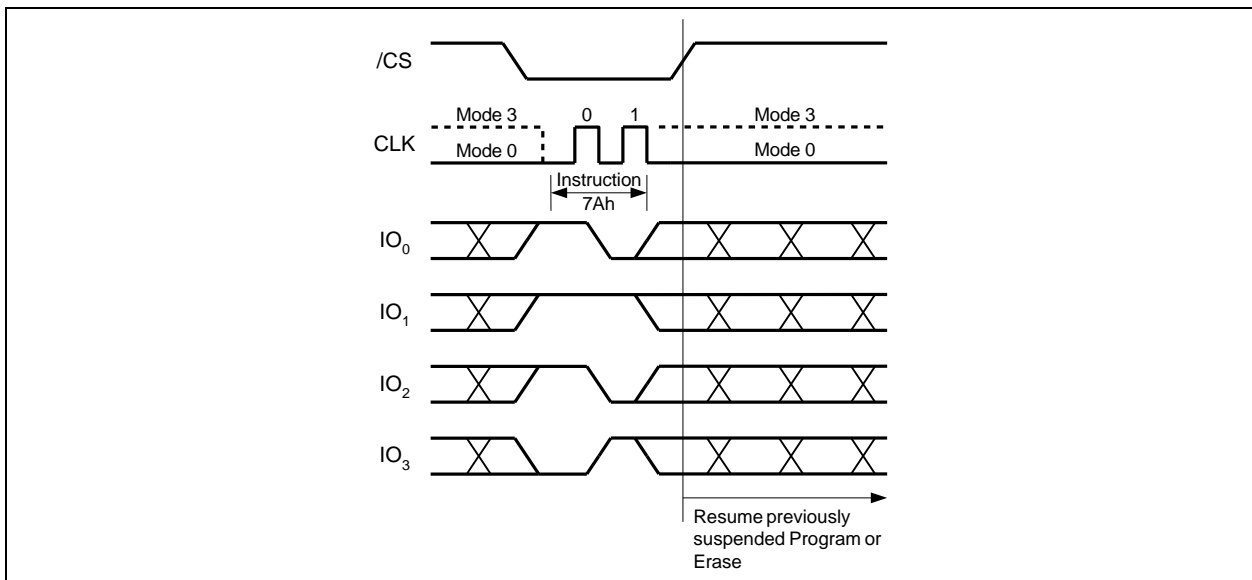 /CS
Mode 3 0 1 Mode 3
CLK
Mode 0 Mode 0
Instruction
7Ah
IO0
IO1
IO2
IO3
Resume previously
suspended Program or
Erase